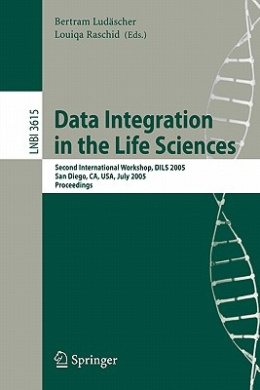 Bertram Ludäscher
Louiqa Raschid (Eds.)
LNBI 3615
Data Integration
in the Life Sciences
Second International Workshop, DILS 2005
San Diego, CA, USA, July 2005
Proceedings
Springer